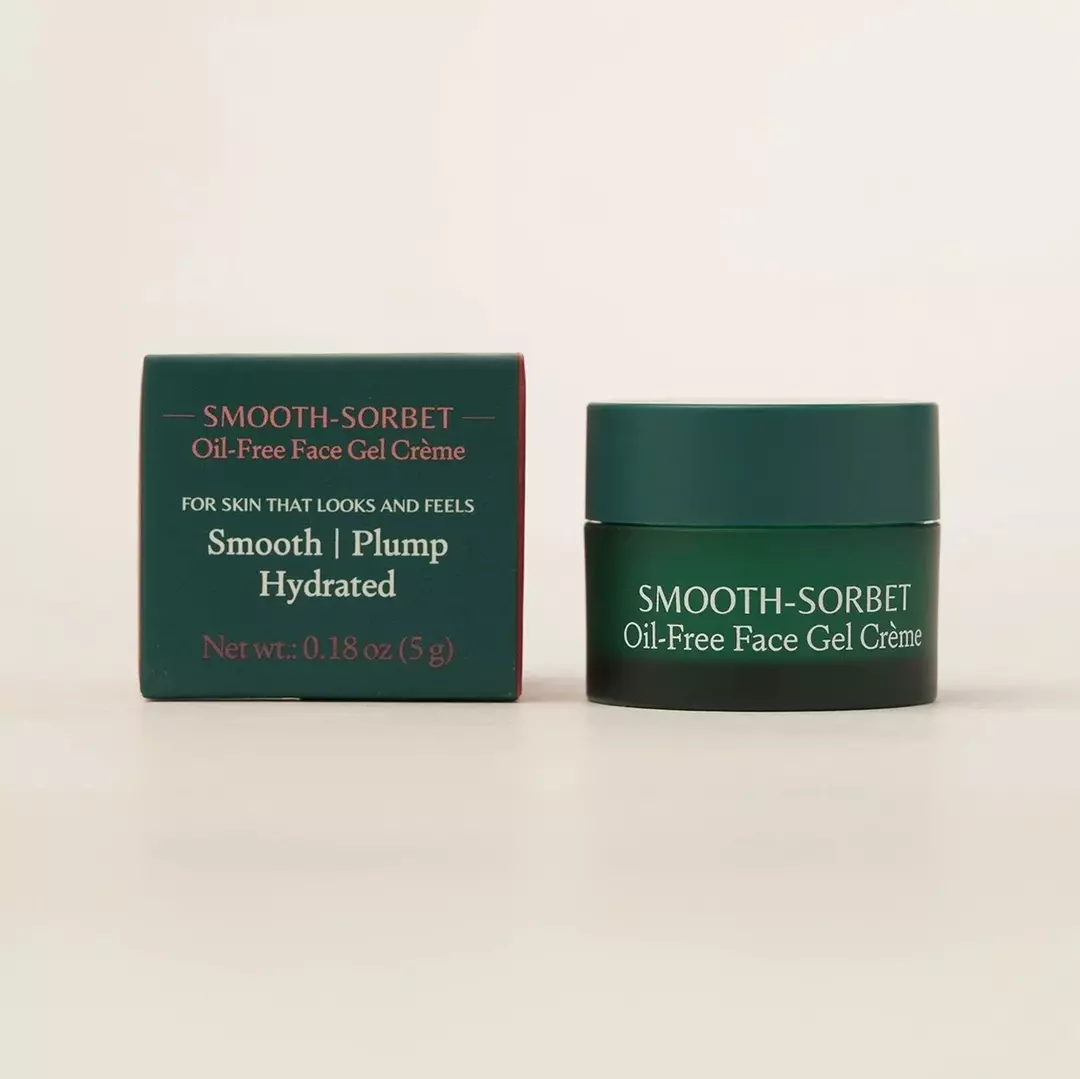 SMOOTH-SORBET
Oil-Free Face Gel Crème
FOR SKIN THAT LOOKS AND FEELS
Smooth | Plump
Hydrated
Net wt.: 0.18 oz (5 g)
SMOOTH-SORBET
Oil-Free Face Gel Crème